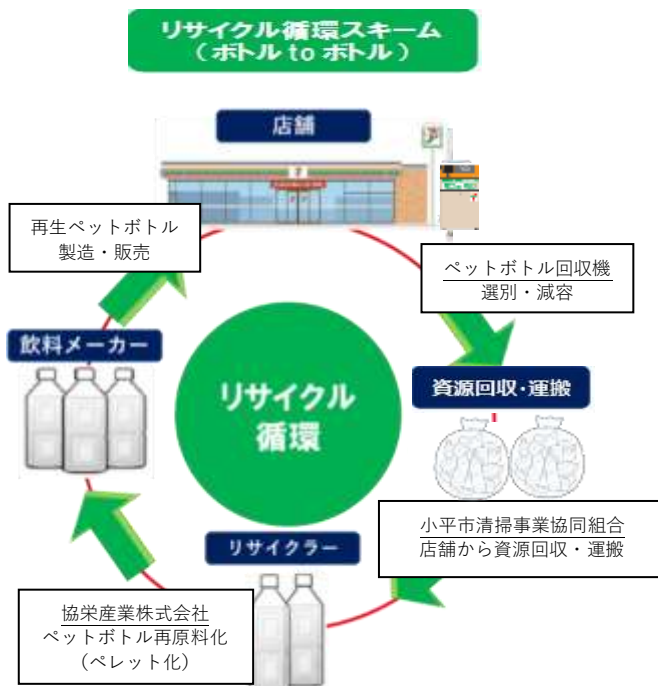 リサイクル循環スキーム
(ボトル to ボトル)
店舗
7
再生ペットボトル
製造・販売
ペットボトル回収機
選別・減容
飲料メーカー
資源回収・運搬
リサイクル
循環
小平市清掃事業協同組合
店舗から資源回収・運搬
リサイクラー
協栄産業株式会社
ペットボトル再原料化
(ペレット化)